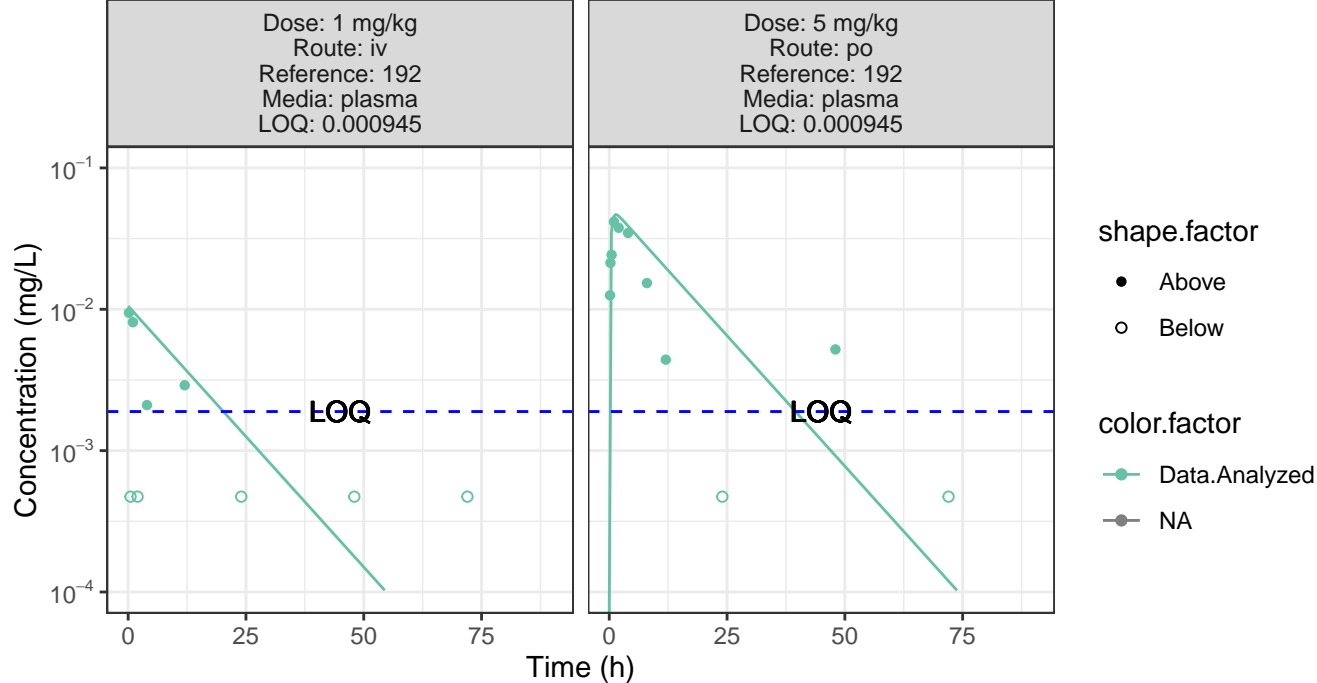 Dose: 1 mg/kg
Route: iv
Reference: 192
Media: plasma
LOQ: 0.000945
Dose: 5 mg/kg
Route: po
Reference: 192
Media: plasma
LOQ: 0.000945
Concentration (mg/L)
10⁻¹
10⁻²
10⁻³
10⁻⁴
LOQ
LOQ
0 25 50 75
0 25 50 75
Time (h)
shape.factor
Above
Below
color.factor
Data.Analyzed
NA